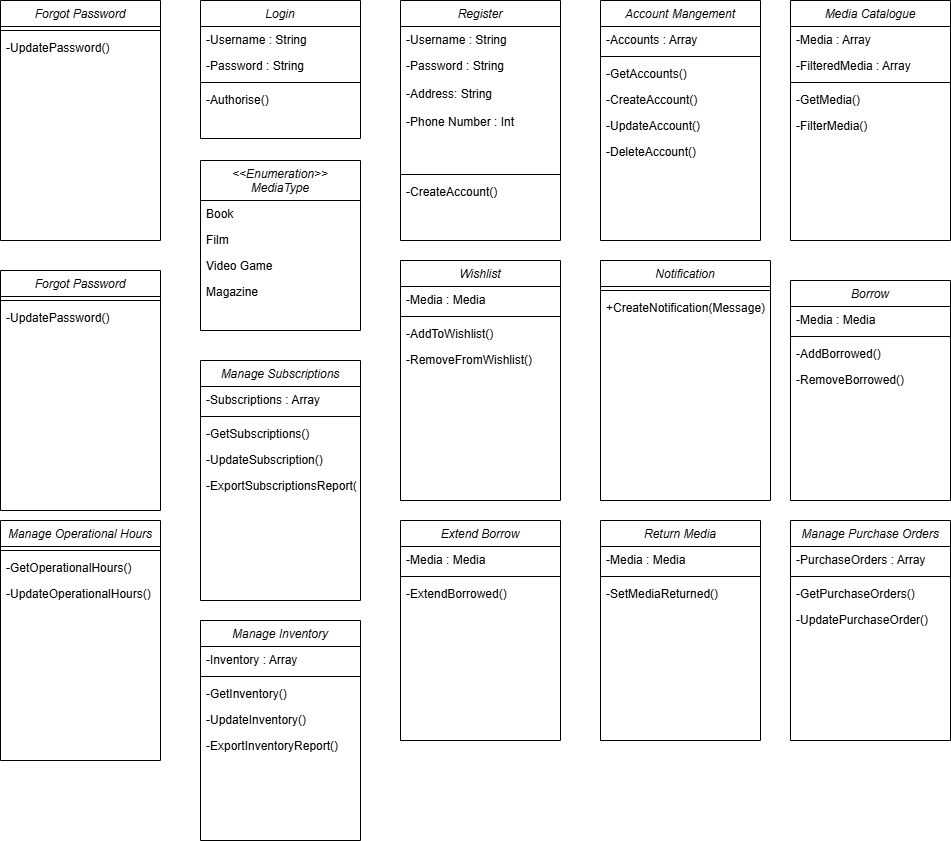 Forgot Password
-UpdatePassword()
Login
-Username : String
-Password : String
-Authorise()
Register
-Username : String
-Password : String
-Address: String
-Phone Number : Int
-CreateAccount()
Account Mangement
-Accounts : Array
-GetAccounts()
-CreateAccount()
-UpdateAccount()
-DeleteAccount()
Media Catalogue
-Media : Array
-FilteredMedia : Array
-GetMedia()
-FilterMedia()
<<Enumeration>>
MediaType
Book
Film
Video Game
Magazine
Forgot Password
-UpdatePassword()
Wishlist
-Media : Media
-AddToWishlist()
-RemoveFromWishlist()
Notification
+CreateNotification(Message)
Borrow
-Media : Media
-AddBorrowed()
-RemoveBorrowed()
Manage Subscriptions
-Subscriptions : Array
-GetSubscriptions()
-UpdateSubscription()
-ExportSubscriptionsReport(
Manage Operational Hours
-GetOperationalHours()
-UpdateOperationalHours()
Extend Borrow
-Media : Media
-ExtendBorrowed()
Return Media
-Media : Media
-SetMediaReturned()
Manage Purchase Orders
-PurchaseOrders : Array
-GetPurchaseOrders()
-UpdatePurchaseOrder()
Manage Inventory
-Inventory : Array
-GetInventory()
-UpdateInventory()
-ExportInventoryReport()